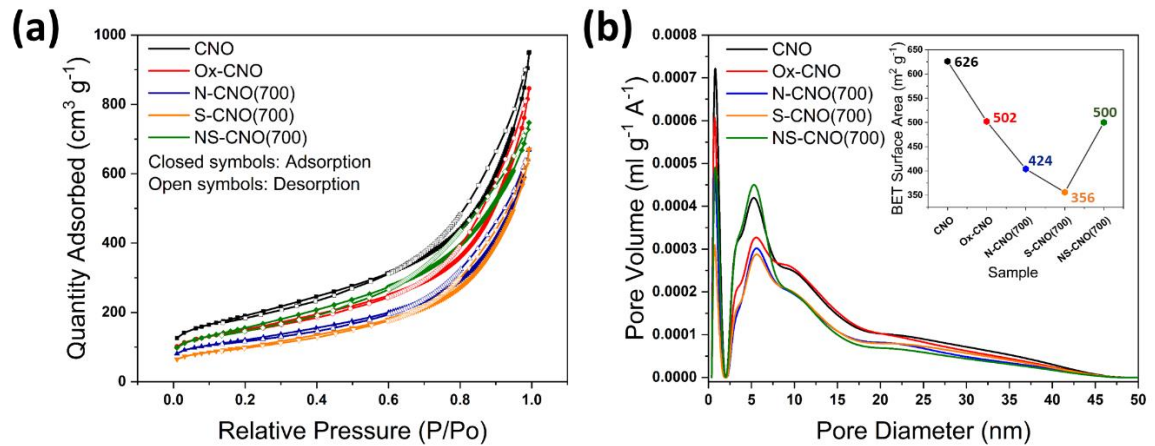 (a)
1000
800
600
400
200
0
Quantity Adsorbed (cm³ g⁻¹)
CNO
Ox-CNO
N-CNO(700)
S-CNO(700)
NS-CNO(700)
Closed symbols: Adsorption
Open symbols: Desorption
0.0 0.2 0.4 0.6 0.8 1.0
Relative Pressure (P/Po)
(b)
0.0008
0.0007
0.0006
0.0005
0.0004
0.0003
0.0002
0.0001
0.0000
Pore Volume (ml g⁻¹ A⁻¹)
CNO
Ox-CNO
N-CNO(700)
S-CNO(700)
NS-CNO(700)
650
600
550
500
450
400
350
BET Surface Area (m² g⁻¹)
626
502
424
356
500
CNO
Ox-CNO
N-CNO(700)
S-CNO(700)
NS-CNO(700)
Sample
0 5 10 15 20 25 30 35 40 45 50
Pore Diameter (nm)